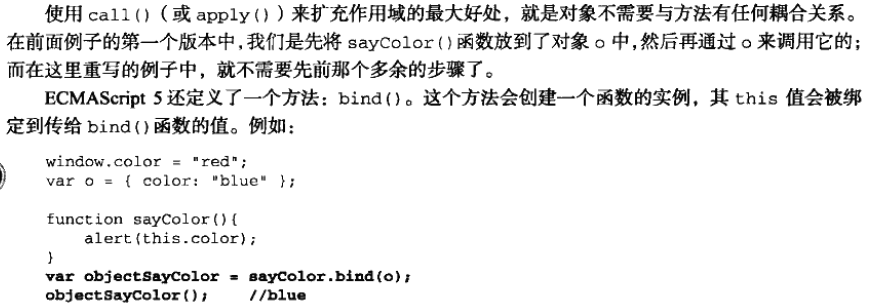 使用 call()（或 apply()）来扩充作用域的最大好处，就是对象不需要与方法有任何耦合关系。
在前面例子的第一个版本中，我们是先将 sayColor()函数放到了对象 o 中，然后再通过 o 来调用它的；
而在这里重写的例子中，就不需要先前那个多余的步骤了。
ECMAScript 5 还定义了一个方法：bind()。这个方法会创建一个函数的实例，其 this 值会被绑
定到传给 bind()函数的值。例如：
window.color = "red";
var o = { color: "blue" };
function sayColor(){
    alert(this.color);
}
var objectSayColor = sayColor.bind(o);
objectSayColor();    //blue